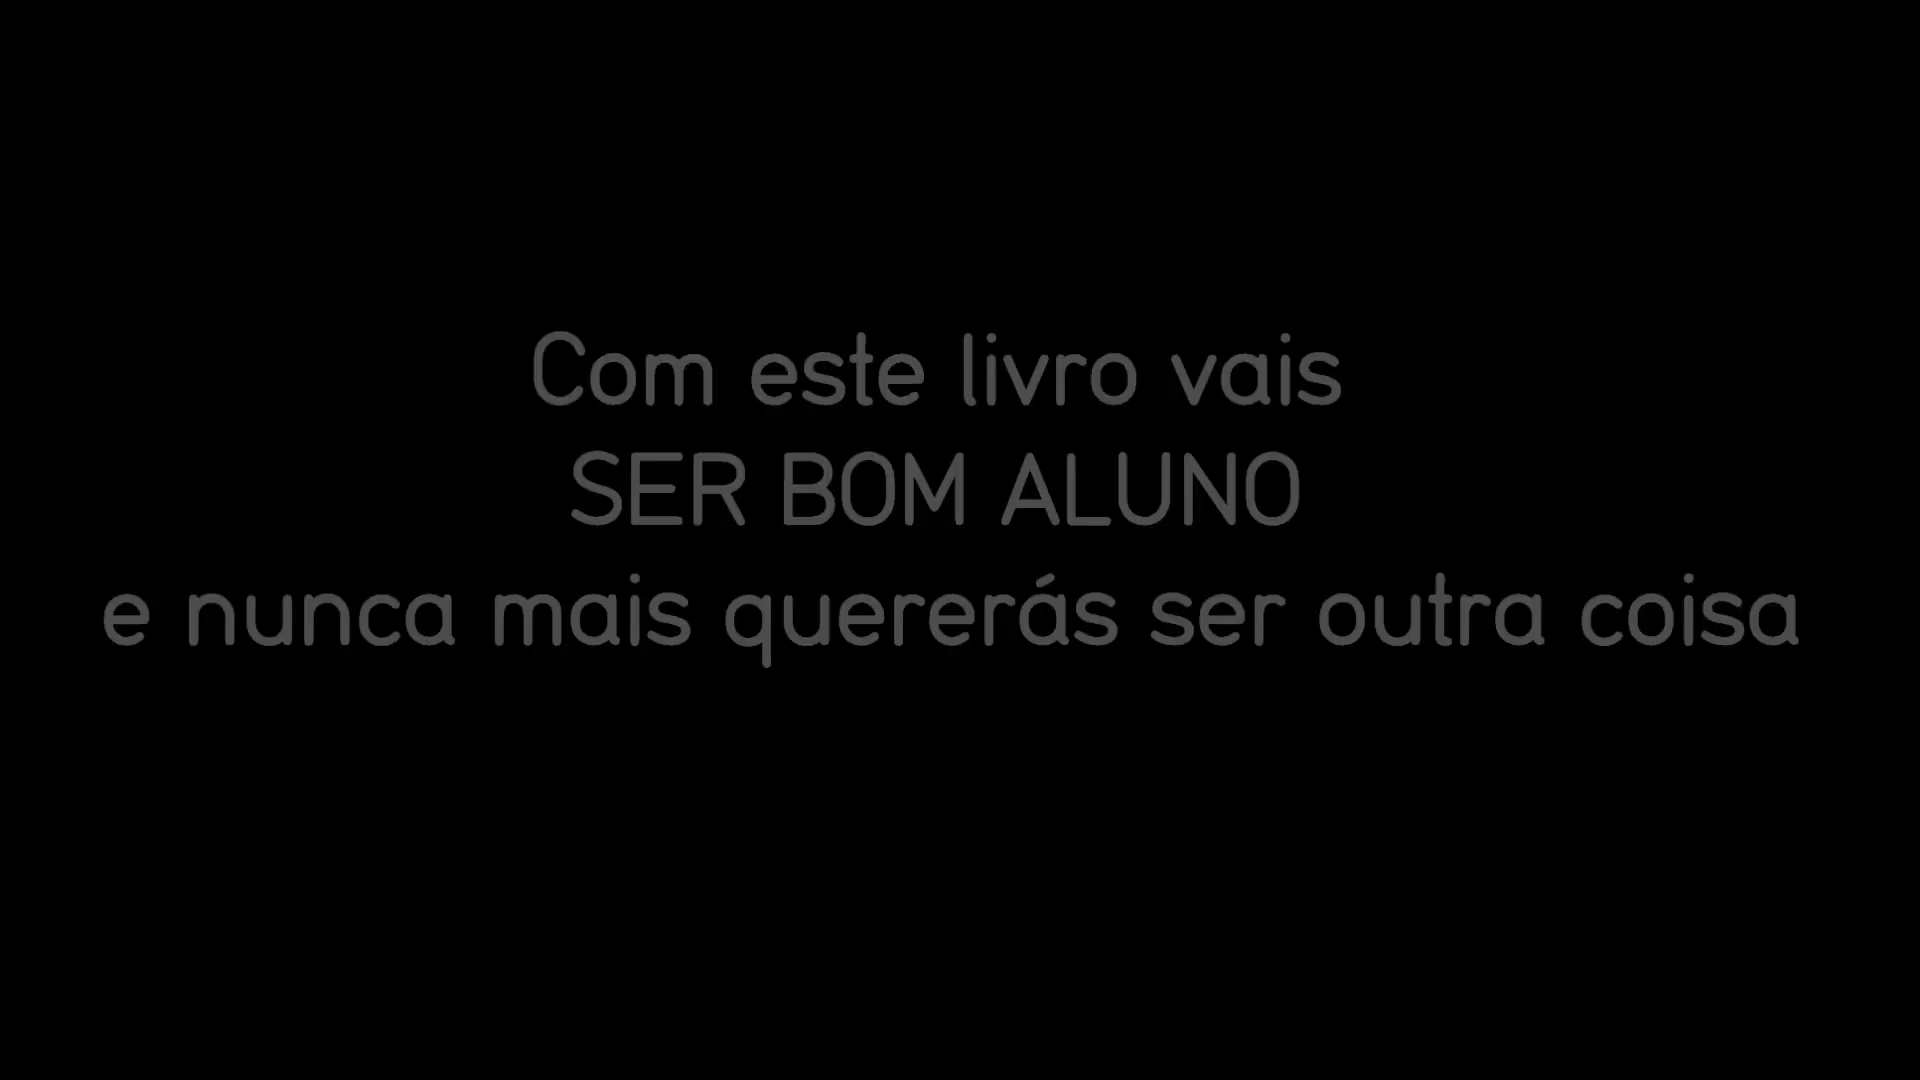 Com este livro vais
SER BOM ALUNO
e nunca mais quererás ser outra coisa